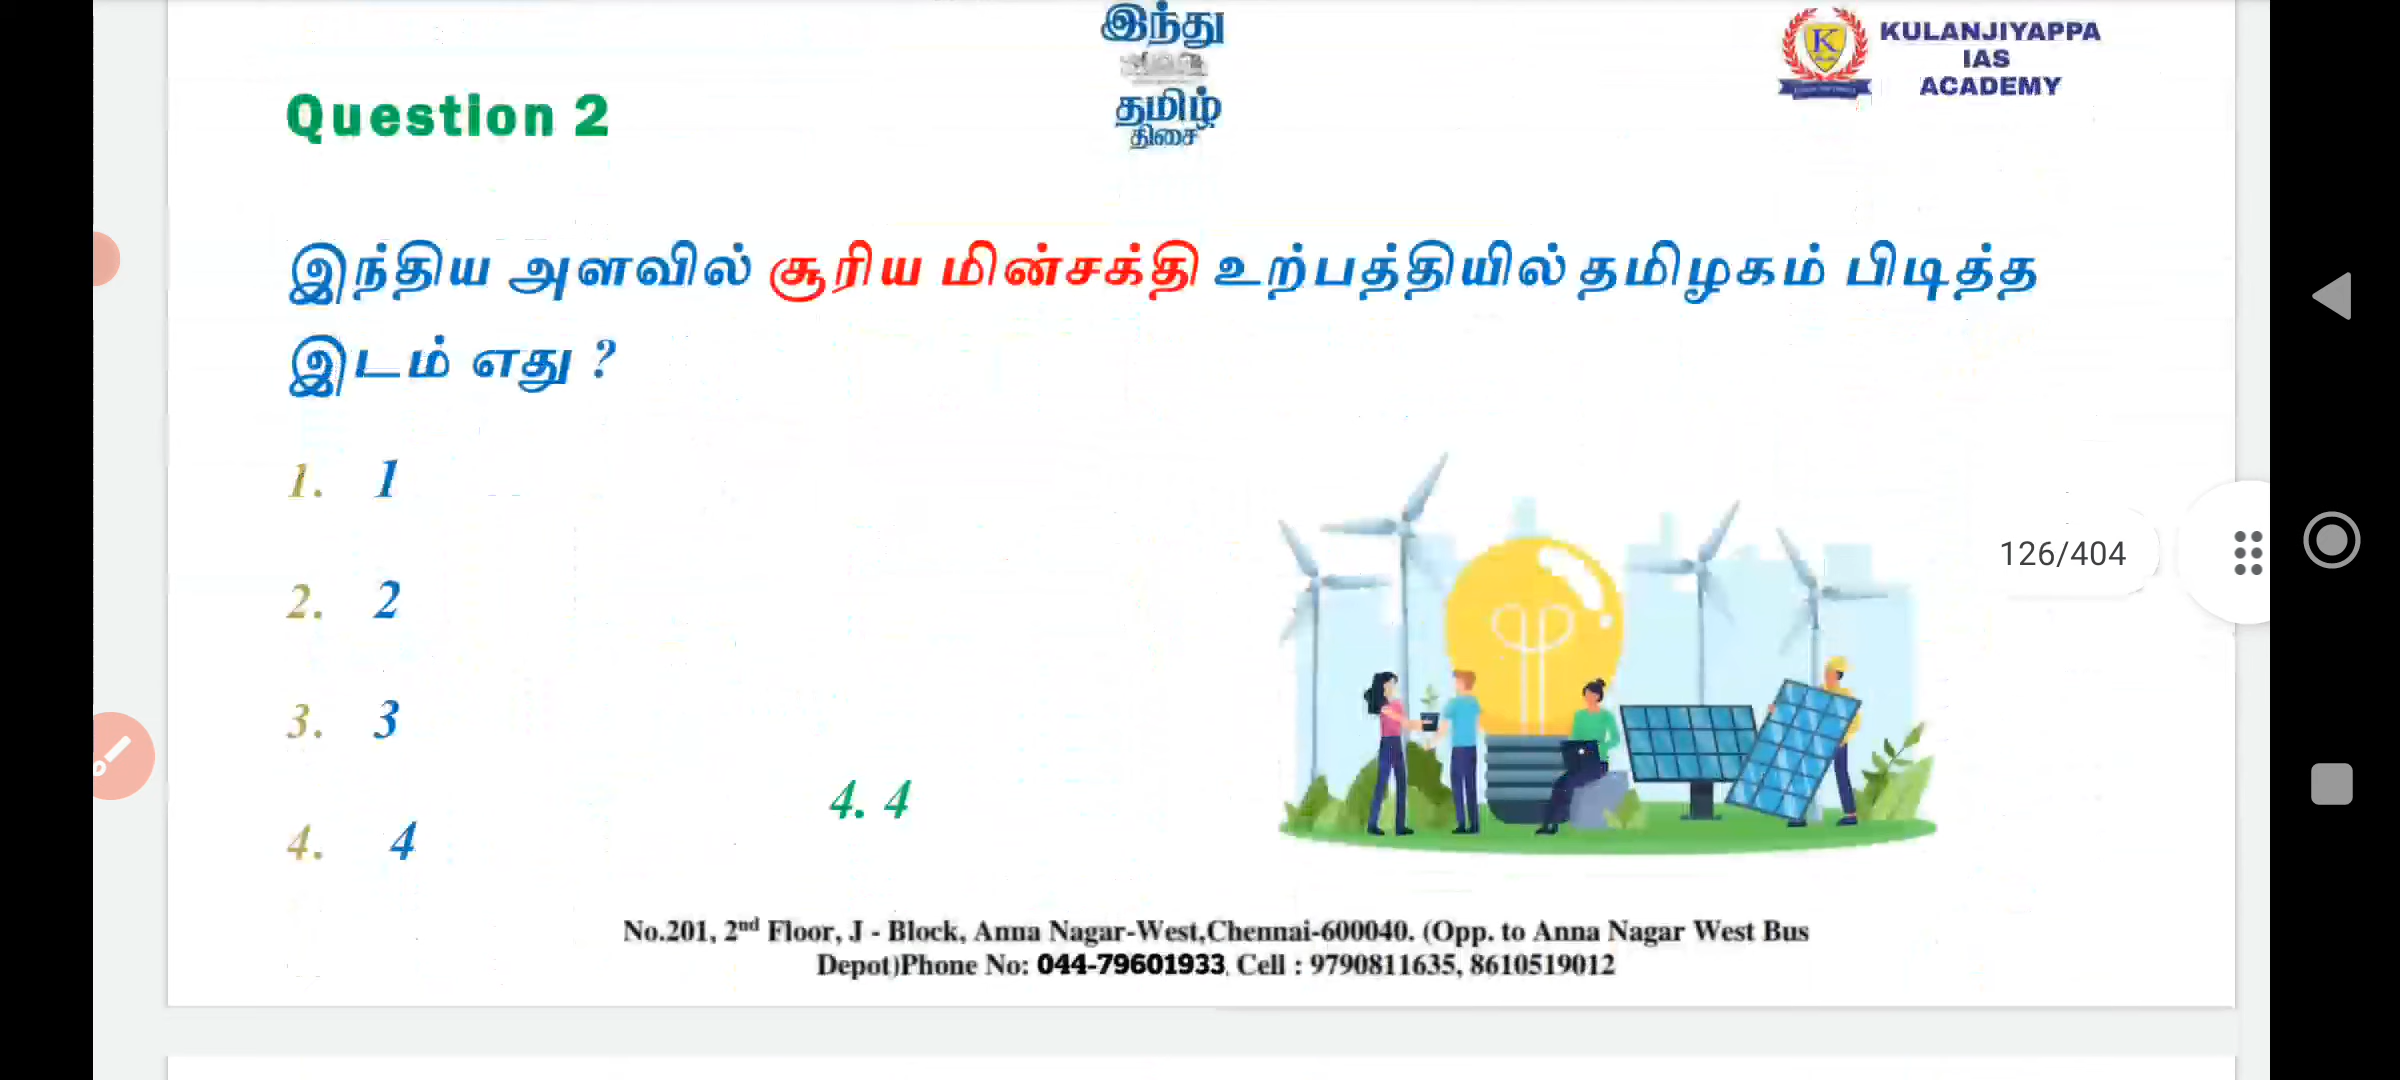 இந்து
தமிழ்
திசை
KULANJIYAPPA
IAS
ACADEMY
Question 2
இந்திய அளவில் சூரிய மின்சக்தி உற்பத்தியில் தமிழகம் பிடித்த
இடம் எது ?
1. 1
2. 2
3. 3
4. 4
4. 4
126/404
No.201, 2nd Floor, J - Block, Anna Nagar-West,Chennai-600040. (Opp. to Anna Nagar West Bus
Depot)Phone No: 044-79601933, Cell : 9790811635, 8610519012